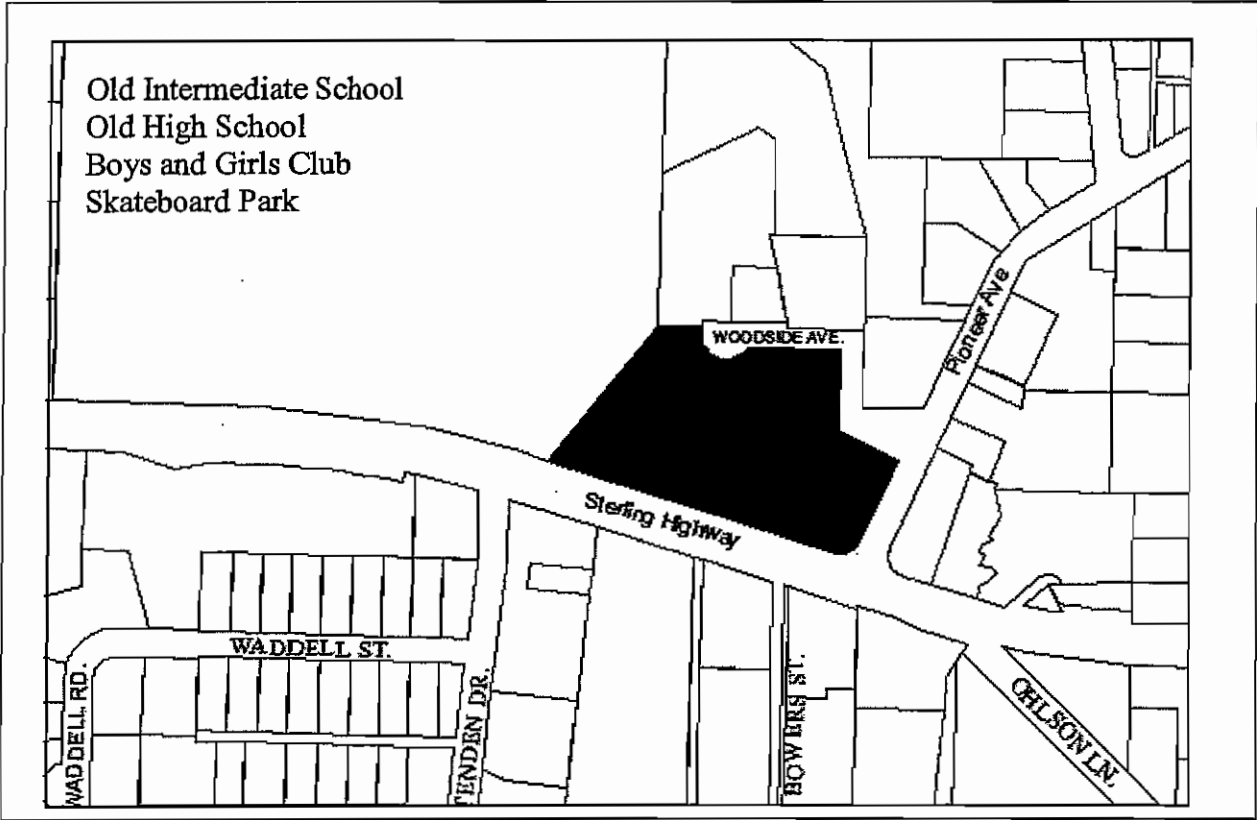 Old Intermediate School
Old High School
Boys and Girls Club
Skateboard Park
WOODSIDE AVE.
Pioneer Ave
Sterling Highway
WADDELL ST.
WADDELL RD.
TENDEN DR.
BOWERS ST.
OHLSON LN.